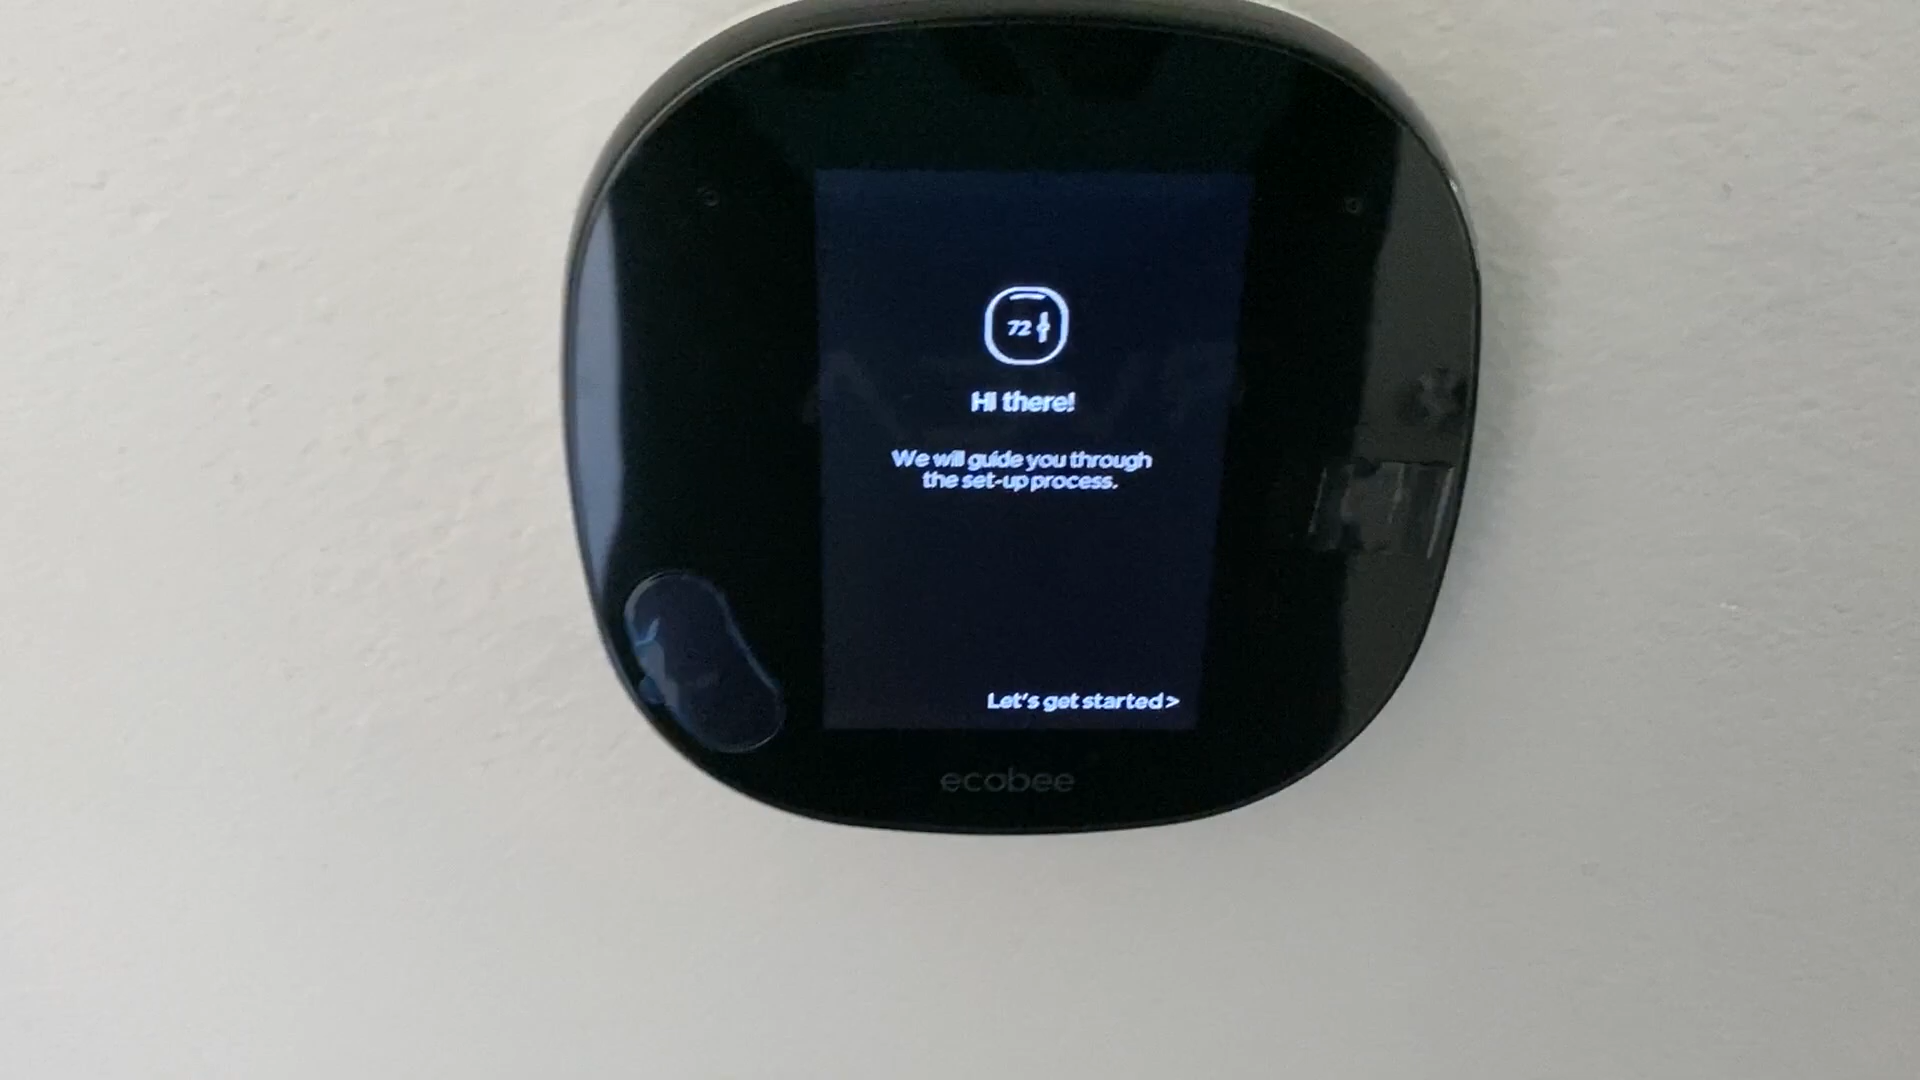 72
Hi there!
We will guide you through
the set-up process.
Let's get started >
ecobee